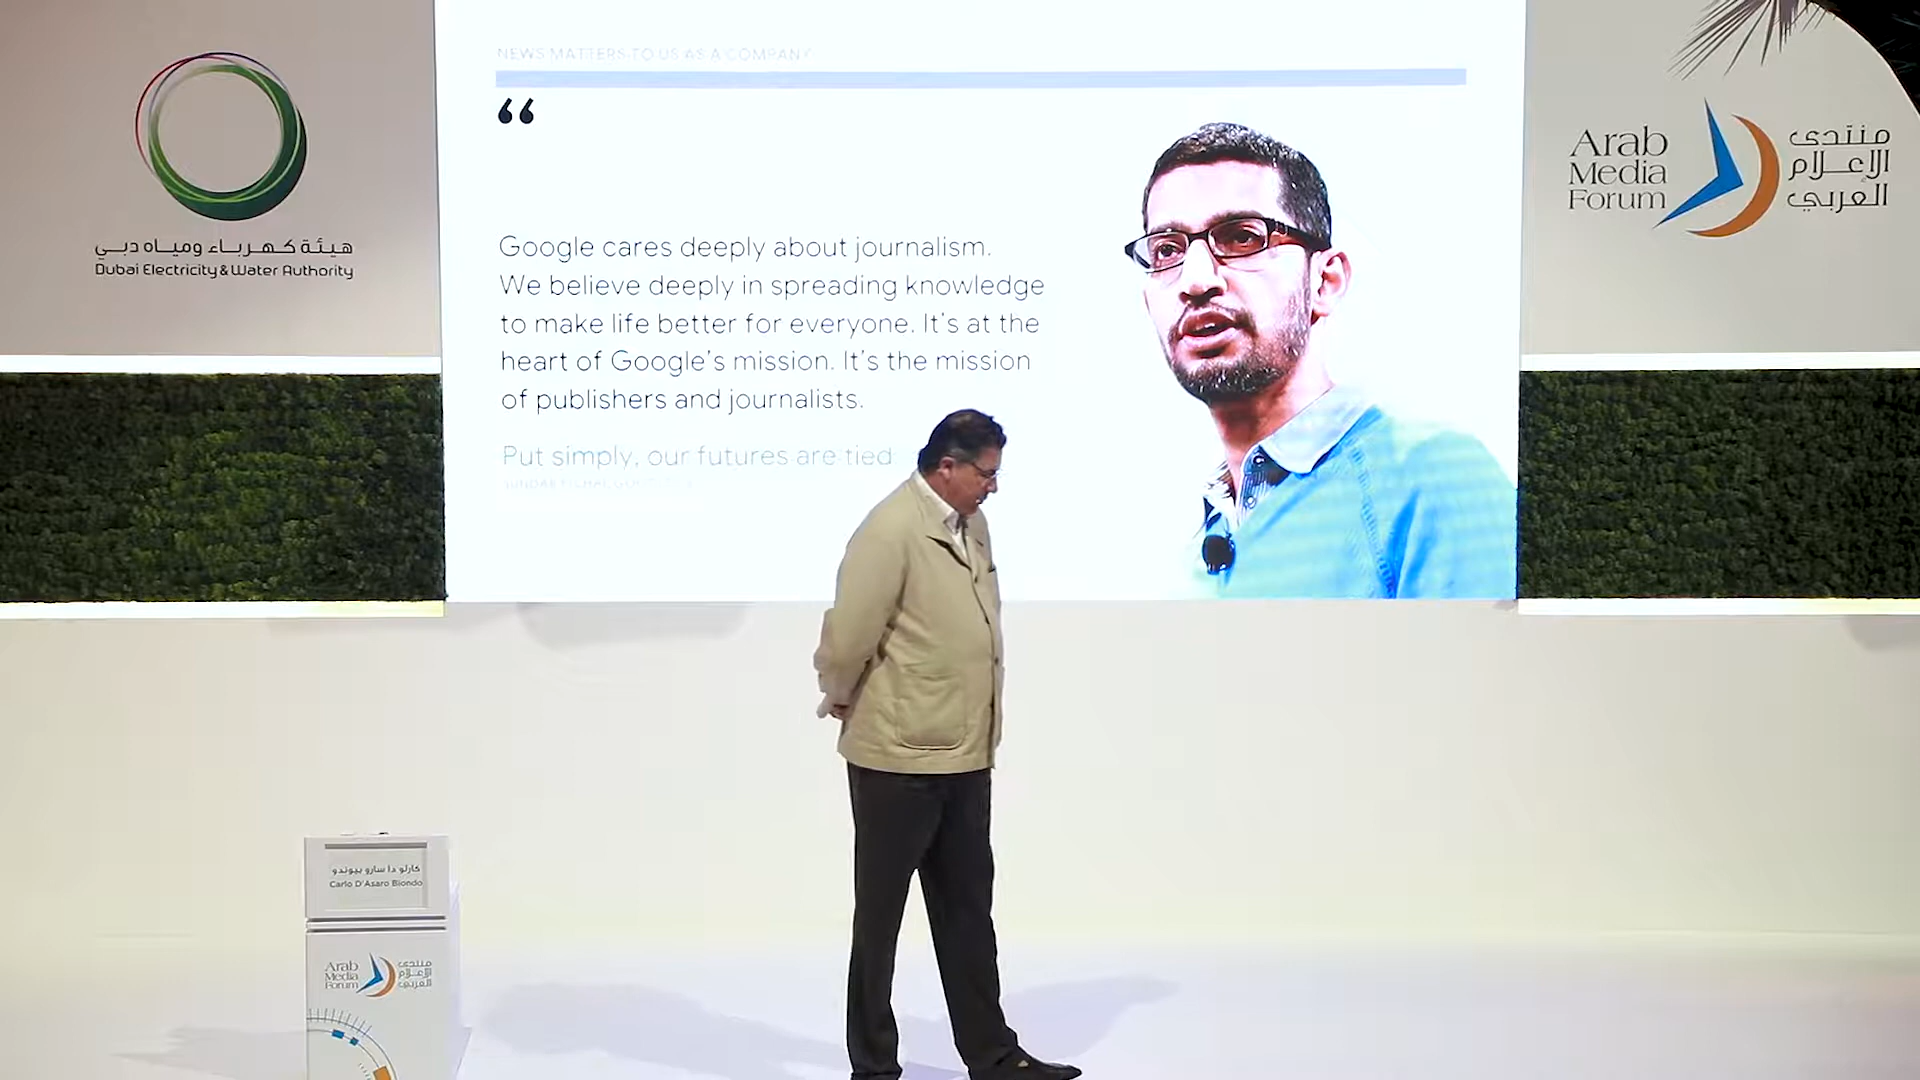 هيئة كهرباء ومياه دبي
Dubai Electricity & Water Authority
NEWS MATTERS TO US AS A COMPANY
“
Google cares deeply about journalism.
We believe deeply in spreading knowledge
to make life better for everyone. It's at the
heart of Google's mission. It's the mission
of publishers and journalists.
Put simply, our futures are tied
SUNDAR PICHAI,
Arab
Media
Forum
منتدى
الإعلام
العربي
كارلو دا سارو بيوندو
Carlo D'Asaro Biondo
Arab
Media
Forum
منتدى
الإعلام
العربي